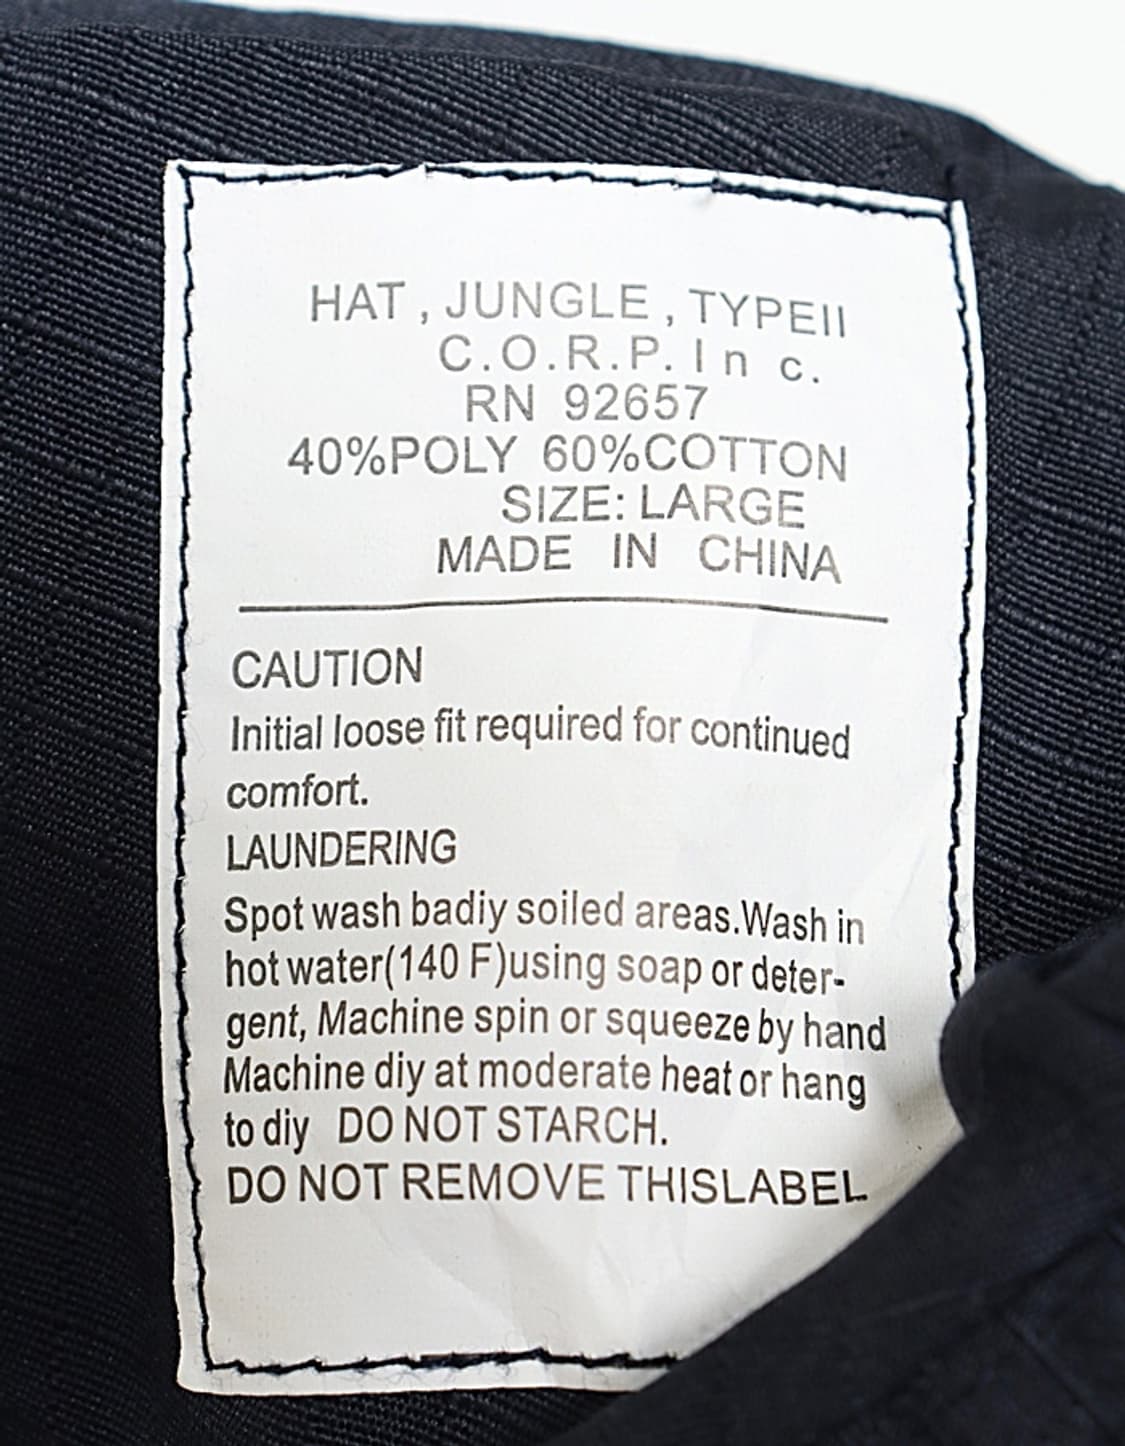 HAT , JUNGLE , TYPEII
C.O.R.P. In c.
RN 92657
40%POLY 60%COTTON
SIZE: LARGE
MADE IN CHINA
CAUTION
Initial loose fit required for continued
comfort.
LAUNDERING
Spot wash badiy soiled areas.Wash in
hot water(140 F)using soap or deter-
gent, Machine spin or squeeze by hand
Machine diy at moderate heat or hang
to diy DO NOT STARCH.
DO NOT REMOVE THISLABEL